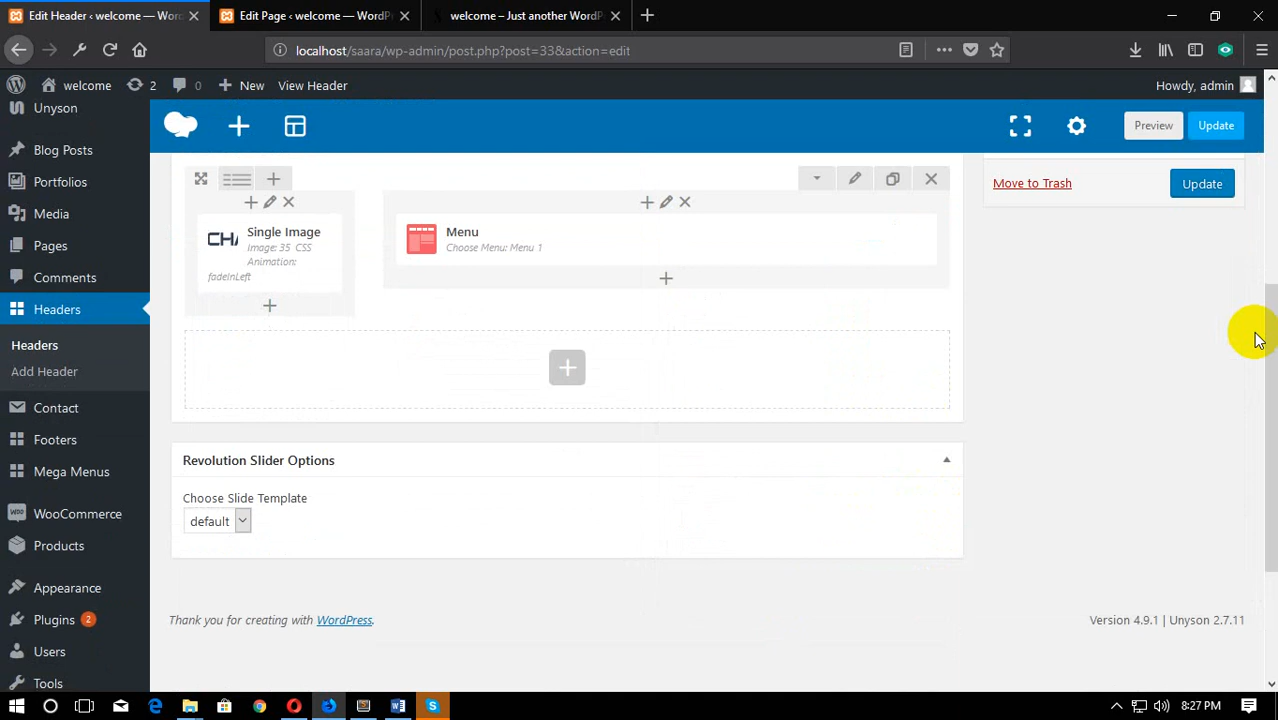 Edit Header ‹ welcome — Word
Edit Page ‹ welcome — WordPr
welcome – Just another WordP
localhost/saara/wp-admin/post.php?post=33&action=edit
welcome
2
0
New
View Header
Howdy, admin
Unyson
Blog Posts
Portfolios
Media
Pages
Comments
Headers
Headers
Add Header
Contact
Footers
Mega Menus
WOO
WooCommerce
Products
Appearance
Plugins 2
Users
Tools
Preview
Update
Move to Trash
Update
CHA
Single Image
Image: 35 CSS
Animation:
fadeInLeft
Menu
Choose Menu: Menu 1
Revolution Slider Options
Choose Slide Template
default
Thank you for creating with WordPress.
Version 4.9.1 | Unyson 2.7.11
8:27 PM